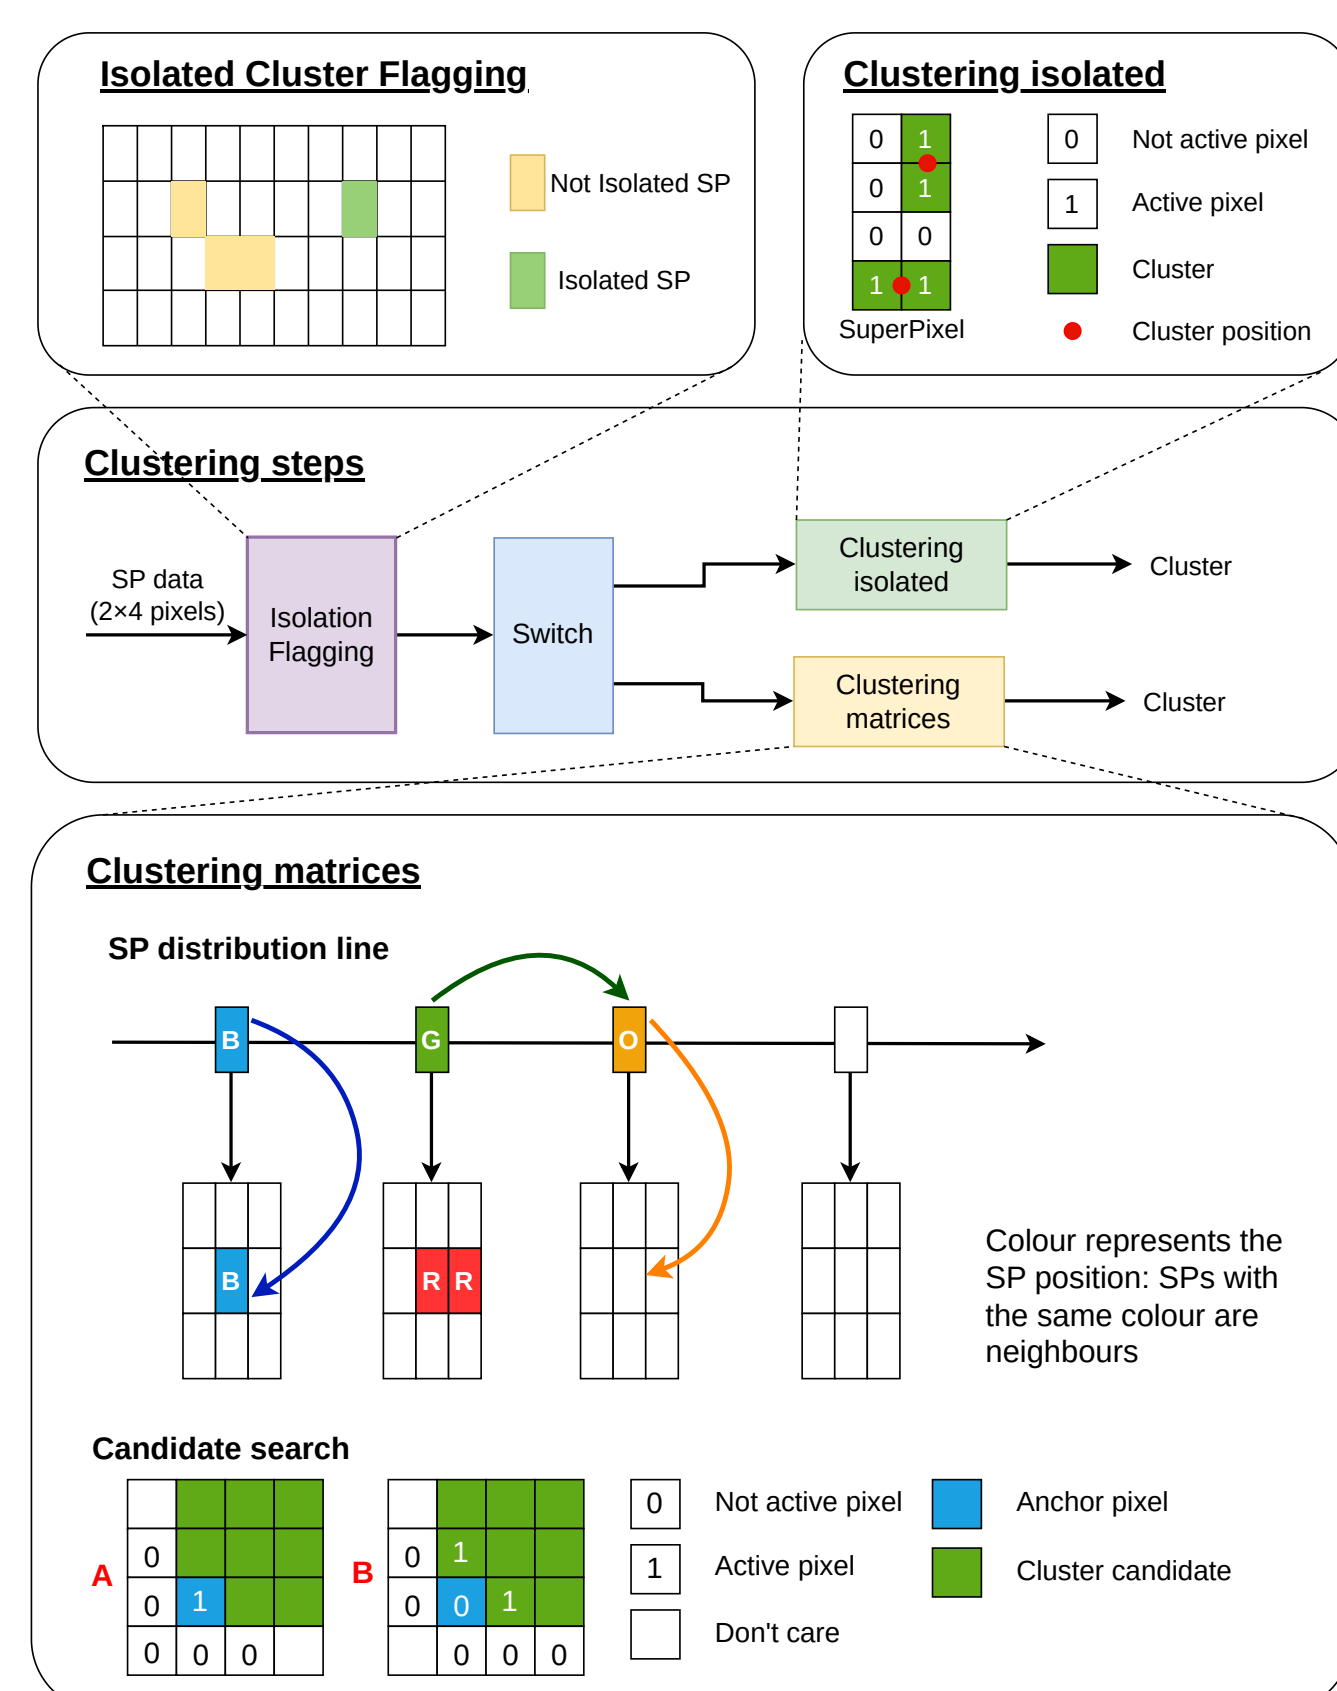 Isolated Cluster Flagging
Not Isolated SP
Isolated SP
Clustering isolated
0 1
0 1
0 0
1 1
SuperPixel
0 Not active pixel
1 Active pixel
Cluster
Cluster position
Clustering steps
SP data
(2×4 pixels)
Isolation
Flagging
Switch
Clustering
isolated
Cluster
Clustering
matrices
Cluster
Clustering matrices
SP distribution line
B G O
B R R
Colour represents the
SP position: SPs with
the same colour are
neighbours
Candidate search
A
0
0 1
0 0 0
B
0 1
0 0 1
0 0 0
0 Not active pixel
1 Active pixel
Don't care
Anchor pixel
Cluster candidate